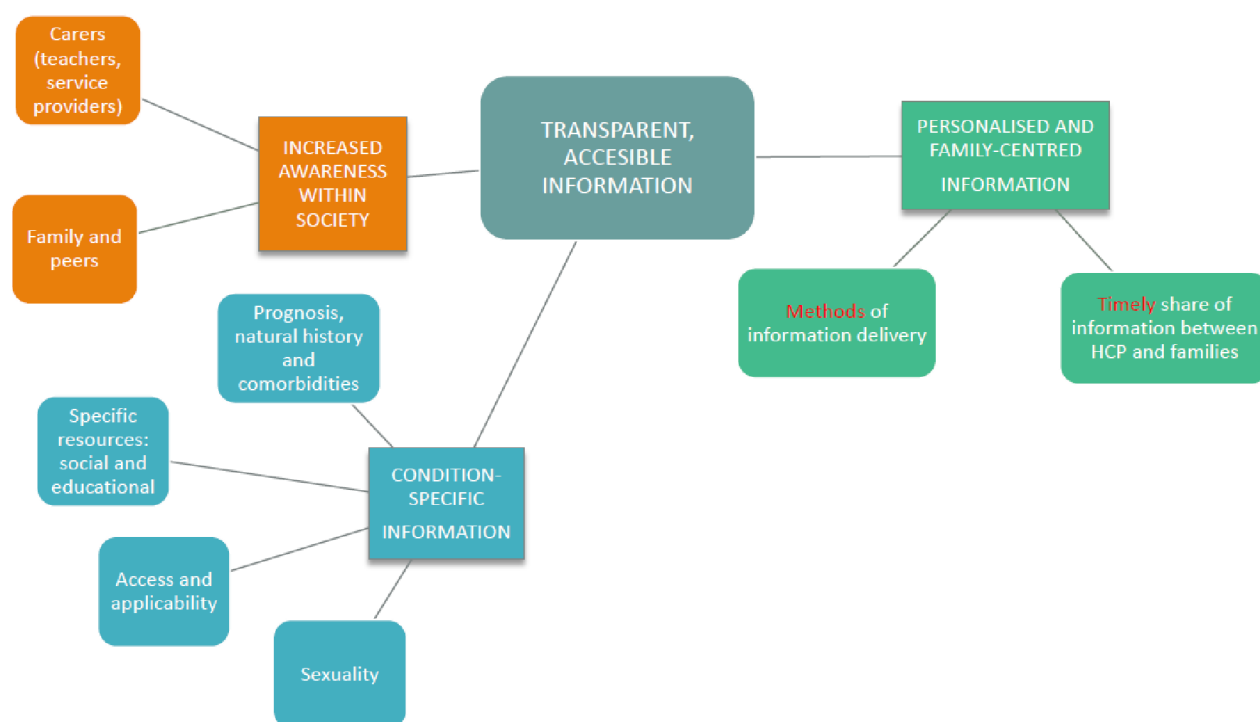 Carers
(teachers,
service
providers)
INCREASED
AWARENESS
WITHIN
SOCIETY
Family and
peers
TRANSPARENT,
ACCESIBLE
INFORMATION
PERSONALISED AND
FAMILY-CENTRED
INFORMATION
Methods of
information delivery
Timely share of
information between
HCP and families
Prognosis,
natural history
and
comorbidities
Specific
resources:
social and
educational
CONDITION-
SPECIFIC
INFORMATION
Access and
applicability
Sexuality